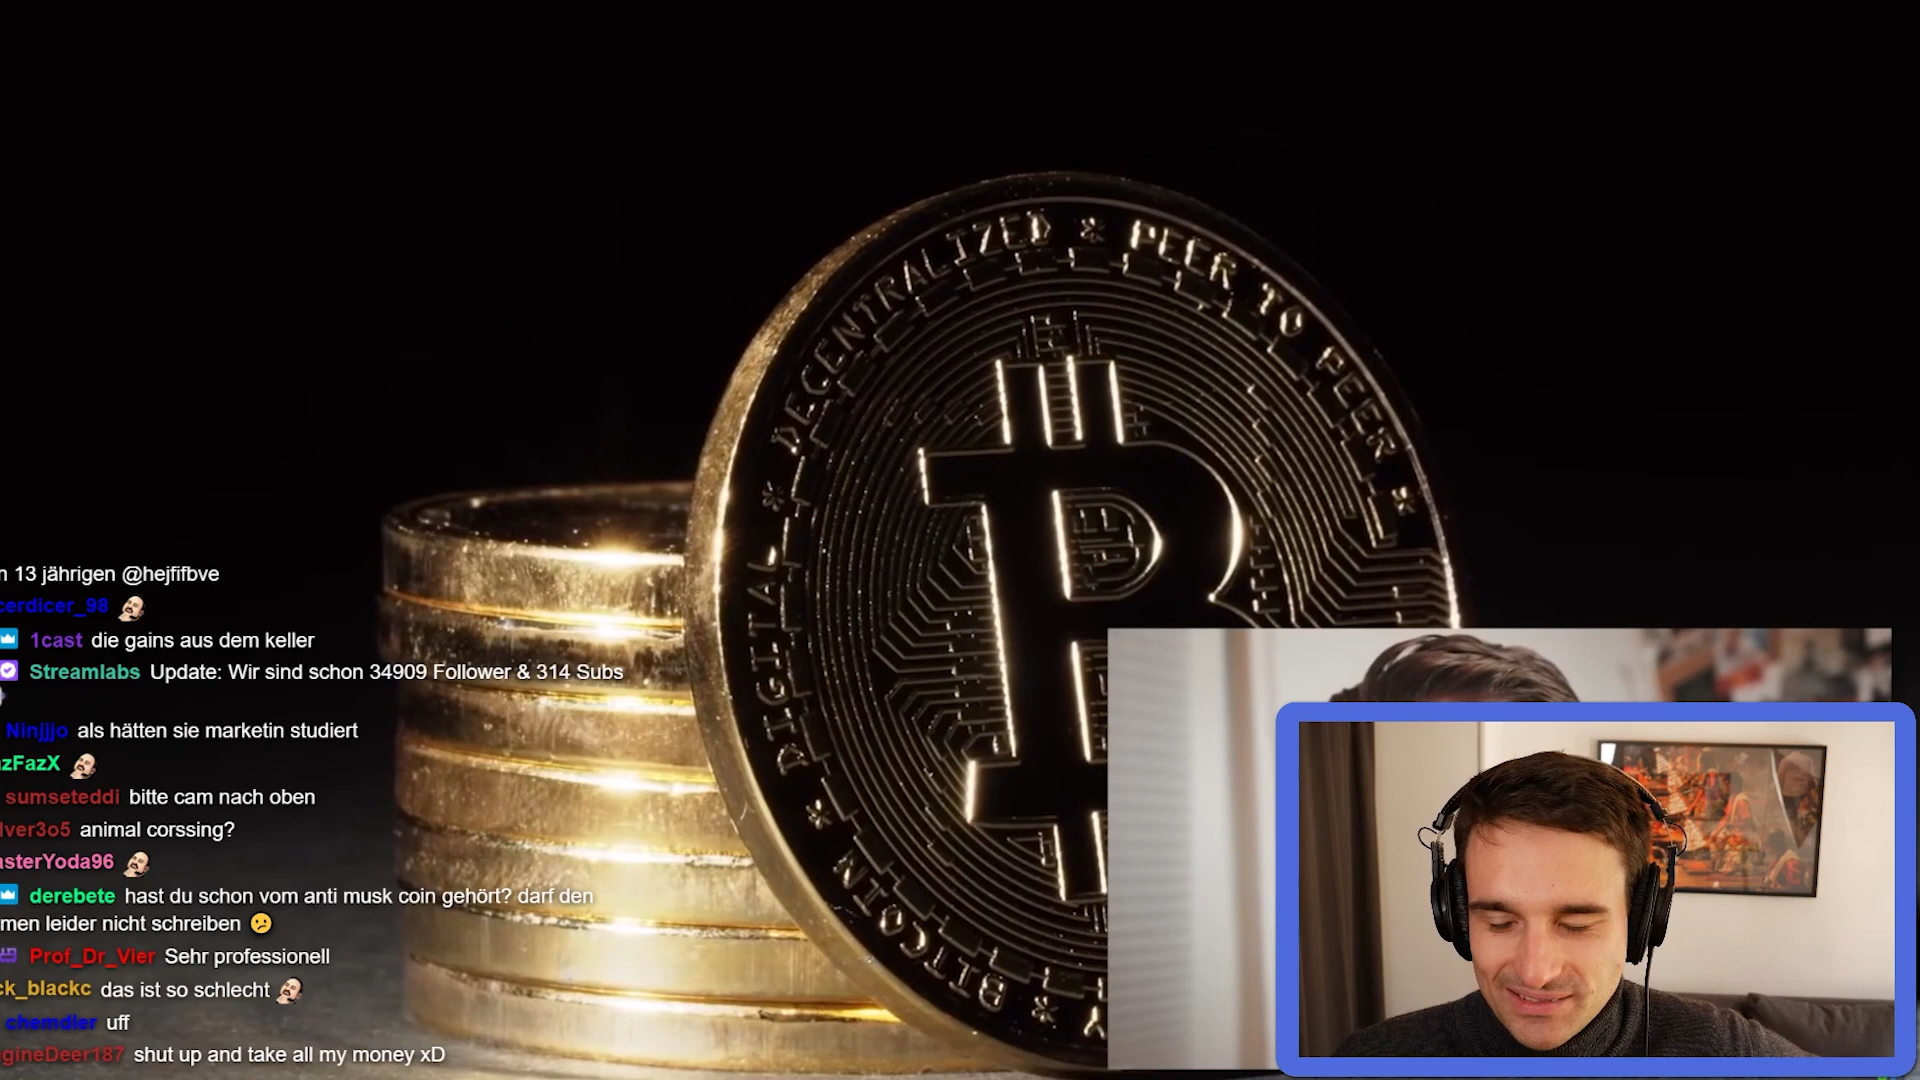 DECENTRALIZED * PEER TO PEER *
DIGITAL
BITCOIN
n 13 jährigen @hejfifbve
cerdicer_98
1cast die gains aus dem keller
Streamlabs Update: Wir sind schon 34909 Follower & 314 Subs
Ninjjjo als hätten sie marketin studiert
azFazX
sumseteddi bitte cam nach oben
lver3o5 animal corssing?
asterYoda96
derebete hast du schon vom anti musk coin gehört? darf den
men leider nicht schreiben
Prof_Dr_Vier Sehr professionell
ck_blackc das ist so schlecht
chemdler uff
gineDeer187 shut up and take all my money xD